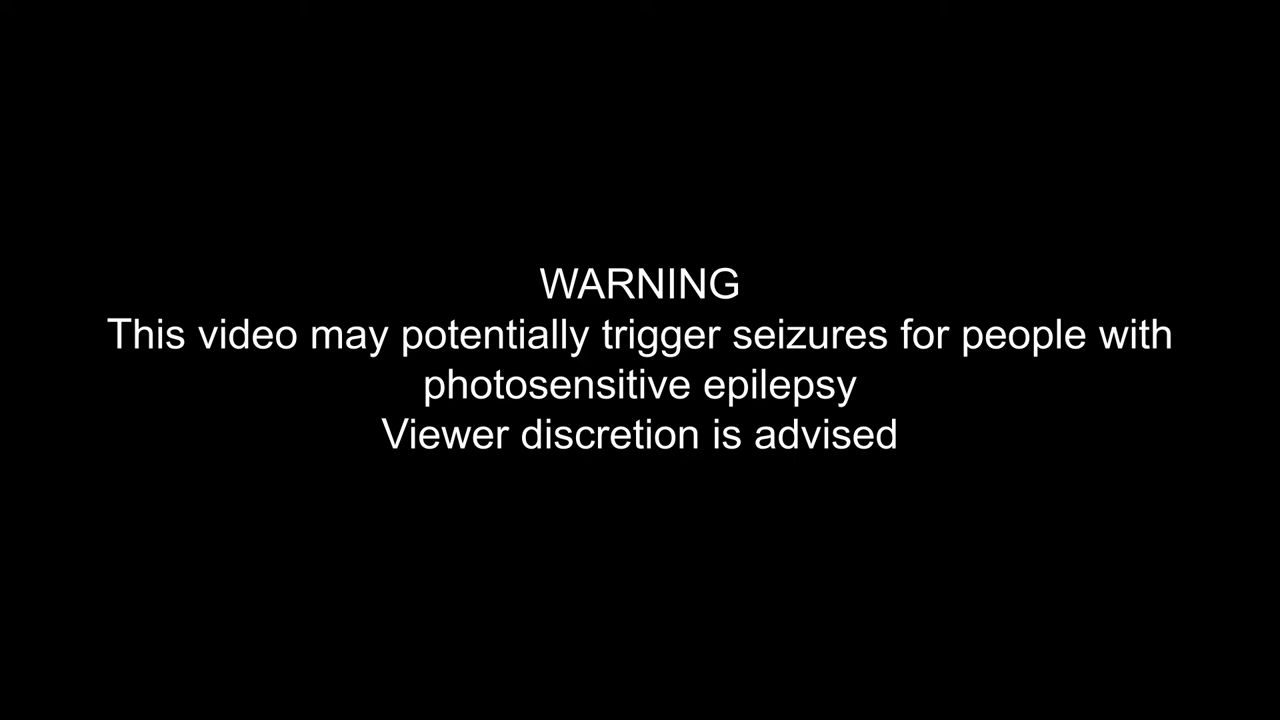 WARNING
This video may potentially trigger seizures for people with
photosensitive epilepsy
Viewer discretion is advised